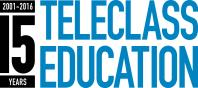 2001-2016
15
YEARS
TELECLASS
EDUCATION